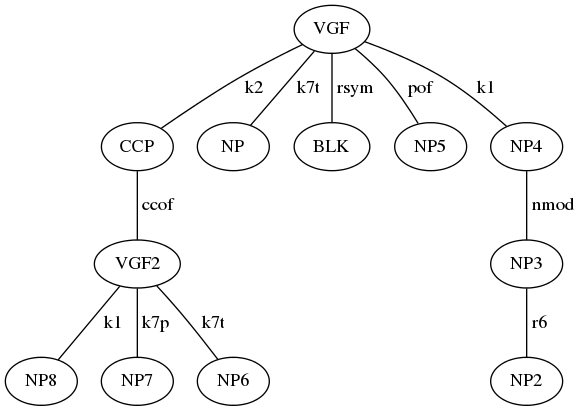 VGF
k2 k7t rsym pof k1
CCP NP BLK NP5 NP4
ccof nmod
VGF2 NP3
k1 k7p k7t r6
NP8 NP7 NP6 NP2